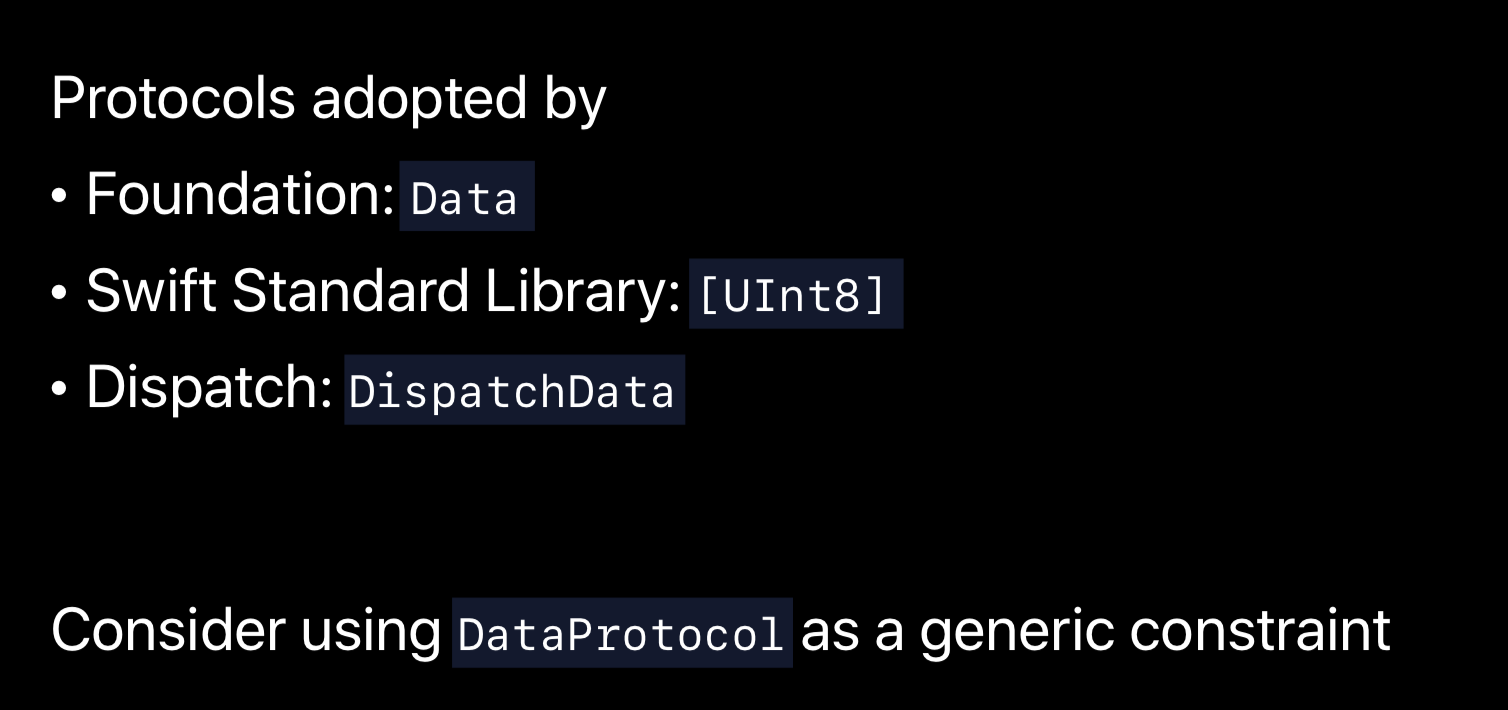 Protocols adopted by
• Foundation: Data
• Swift Standard Library: [UInt8]
• Dispatch: DispatchData
Consider using DataProtocol as a generic constraint